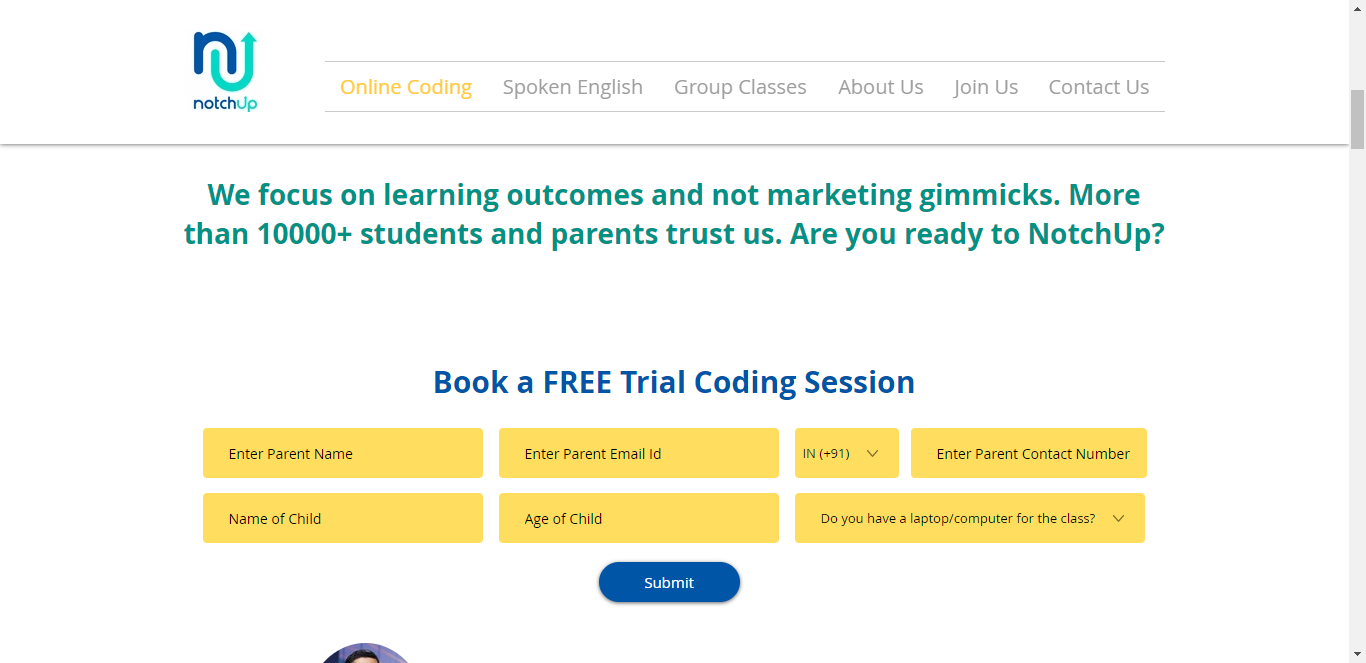 notchUp
Online Coding
Spoken English
Group Classes
About Us
Join Us
Contact Us
We focus on learning outcomes and not marketing gimmicks. More
than 10000+ students and parents trust us. Are you ready to NotchUp?
Book a FREE Trial Coding Session
Enter Parent Name
Enter Parent Email Id
IN (+91)
Enter Parent Contact Number
Name of Child
Age of Child
Do you have a laptop/computer for the class?
Submit